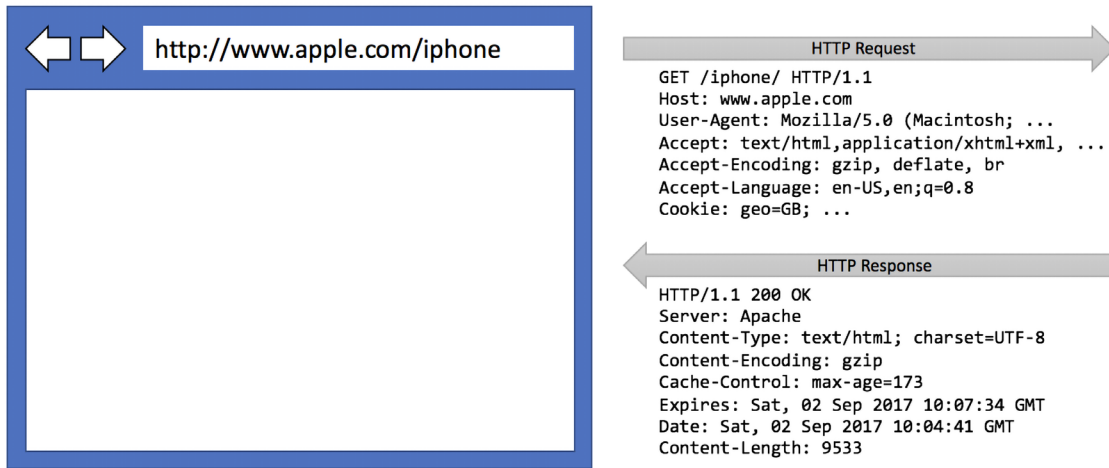 http://www.apple.com/iphone
HTTP Request
GET /iphone/ HTTP/1.1
Host: www.apple.com
User-Agent: Mozilla/5.0 (Macintosh; ...
Accept: text/html,application/xhtml+xml, ...
Accept-Encoding: gzip, deflate, br
Accept-Language: en-US,en;q=0.8
Cookie: geo=GB; ...
HTTP Response
HTTP/1.1 200 OK
Server: Apache
Content-Type: text/html; charset=UTF-8
Content-Encoding: gzip
Cache-Control: max-age=173
Expires: Sat, 02 Sep 2017 10:07:34 GMT
Date: Sat, 02 Sep 2017 10:04:41 GMT
Content-Length: 9533